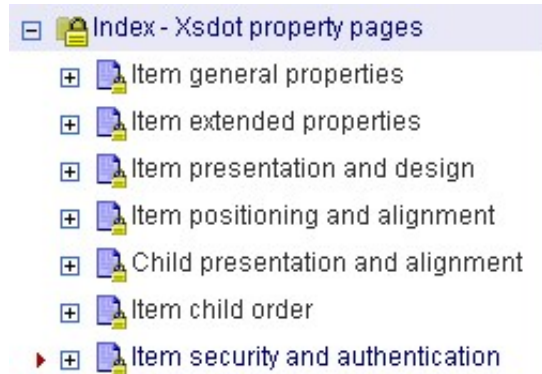 Index - Xsdot property pages
Item general properties
Item extended properties
Item presentation and design
Item positioning and alignment
Child presentation and alignment
Item child order
Item security and authentication